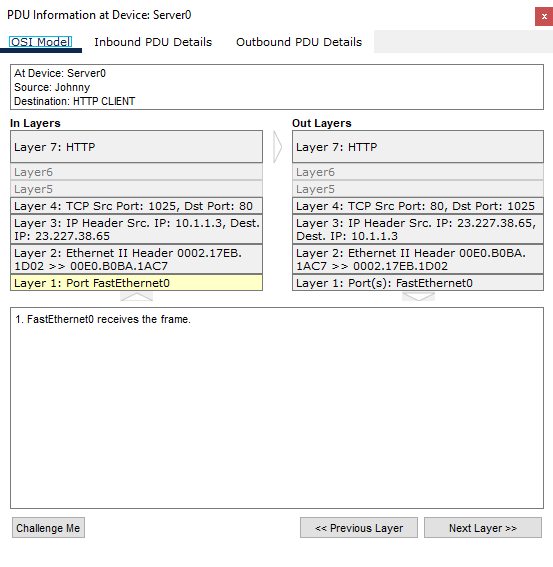 PDU Information at Device: Server0
x
OSI Model Inbound PDU Details Outbound PDU Details
At Device: Server0
Source: Johnny
Destination: HTTP CLIENT
In Layers
Layer 7: HTTP
Layer6
Layer5
Layer 4: TCP Src Port: 1025, Dst Port: 80
Layer 3: IP Header Src. IP: 10.1.1.3, Dest.
IP: 23.227.38.65
Layer 2: Ethernet II Header 0002.17EB.
1D02 >> 00E0.B0BA.1AC7
Layer 1: Port FastEthernet0
Out Layers
Layer 7: HTTP
Layer6
Layer5
Layer 4: TCP Src Port: 80, Dst Port: 1025
Layer 3: IP Header Src. IP: 23.227.38.65,
Dest. IP: 10.1.1.3
Layer 2: Ethernet II Header 00E0.B0BA.
1AC7 >> 0002.17EB.1D02
Layer 1: Port(s): FastEthernet0
1. FastEthernet0 receives the frame.
Challenge Me << Previous Layer Next Layer >>